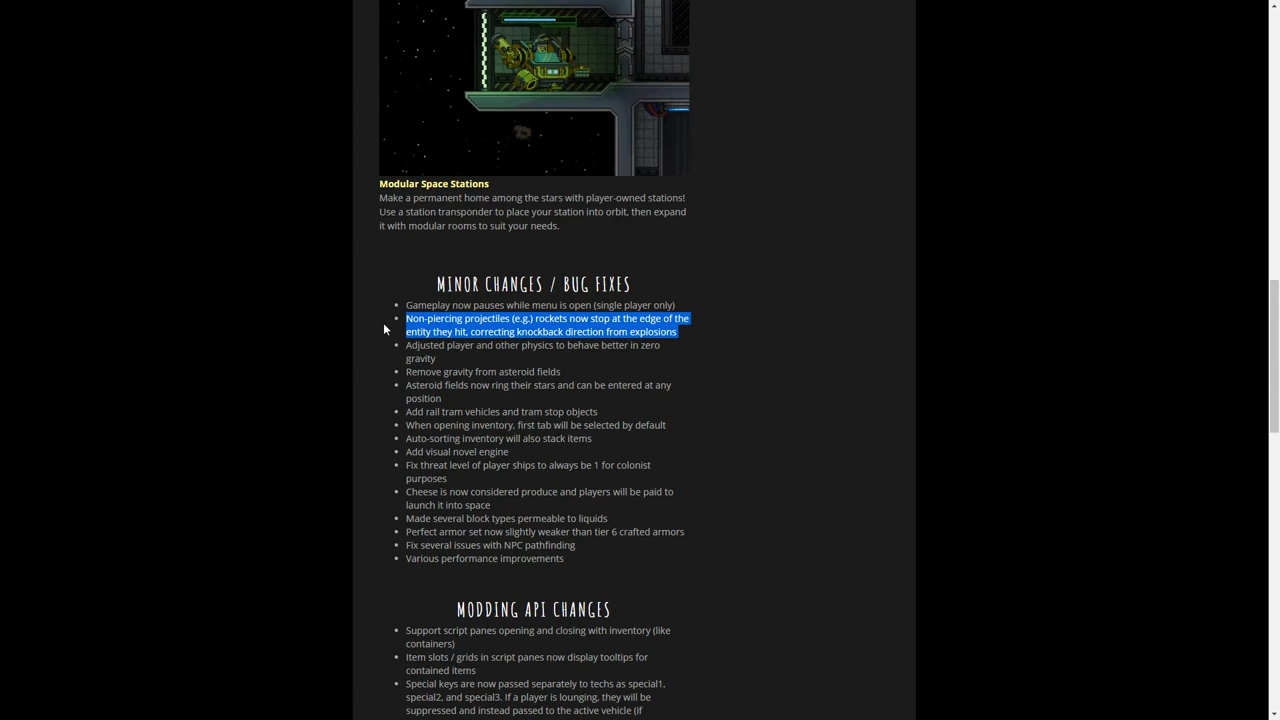 Modular Space Stations
Make a permanent home among the stars with player-owned stations!
Use a station transponder to place your station into orbit, then expand
it with modular rooms to suit your needs.
MINOR CHANGES / BUG FIXES
Gameplay now pauses while menu is open (single player only)
Non-piercing projectiles (e.g.) rockets now stop at the edge of the
entity they hit, correcting knockback direction from explosions
Adjusted player and other physics to behave better in zero
gravity
Remove gravity from asteroid fields
Asteroid fields now ring their stars and can be entered at any
position
Add rail tram vehicles and tram stop objects
When opening inventory, first tab will be selected by default
Auto-sorting inventory will also stack items
Add visual novel engine
Fix threat level of player ships to always be 1 for colonist
purposes
Cheese is now considered produce and players will be paid to
launch it into space
Made several block types permeable to liquids
Perfect armor set now slightly weaker than tier 6 crafted armors
Fix several issues with NPC pathfinding
Various performance improvements
MODDING API CHANGES
Support script panes opening and closing with inventory (like
containers)
Item slots / grids in script panes now display tooltips for
contained items
Special keys are now passed separately to techs as special1,
special2, and special3. If a player is lounging, they will be
suppressed and instead passed to the active vehicle (if